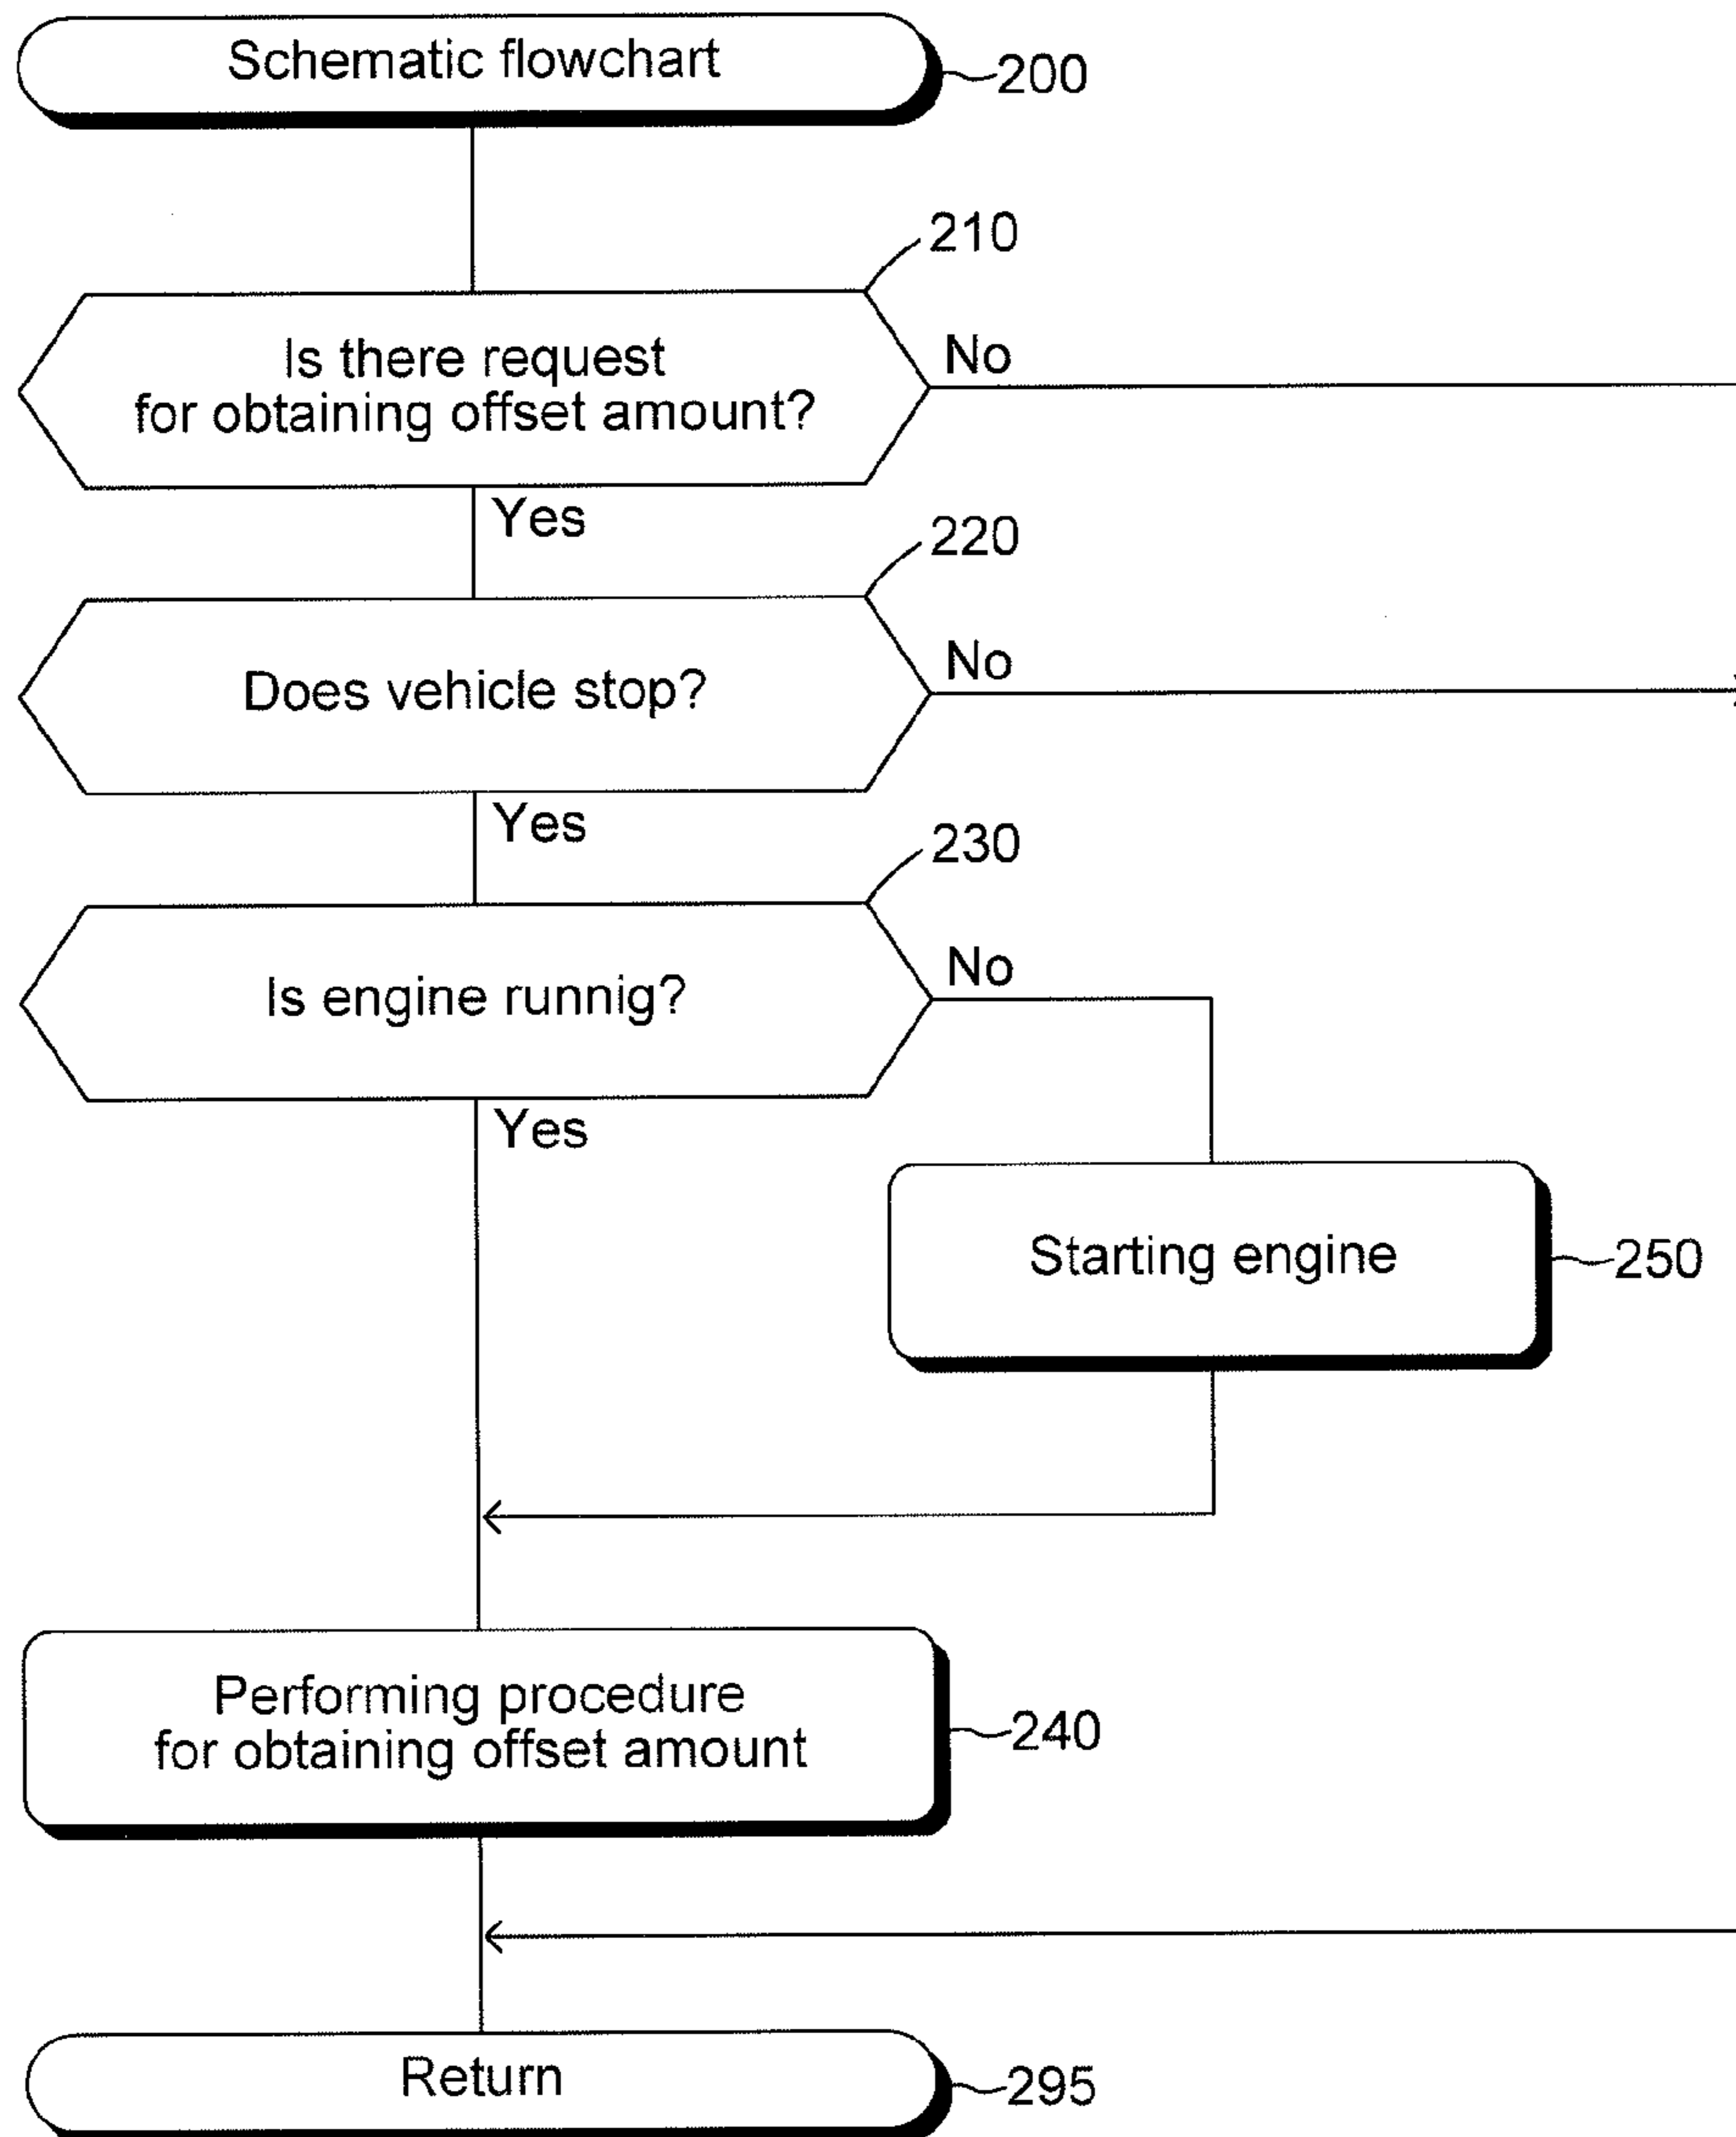 Schematic flowchart
200
210
Is there request
for obtaining offset amount?
No
Yes
220
Does vehicle stop?
No
Yes
230
Is engine runnig?
No
Yes
Starting engine
250
Performing procedure
for obtaining offset amount
240
Return
295